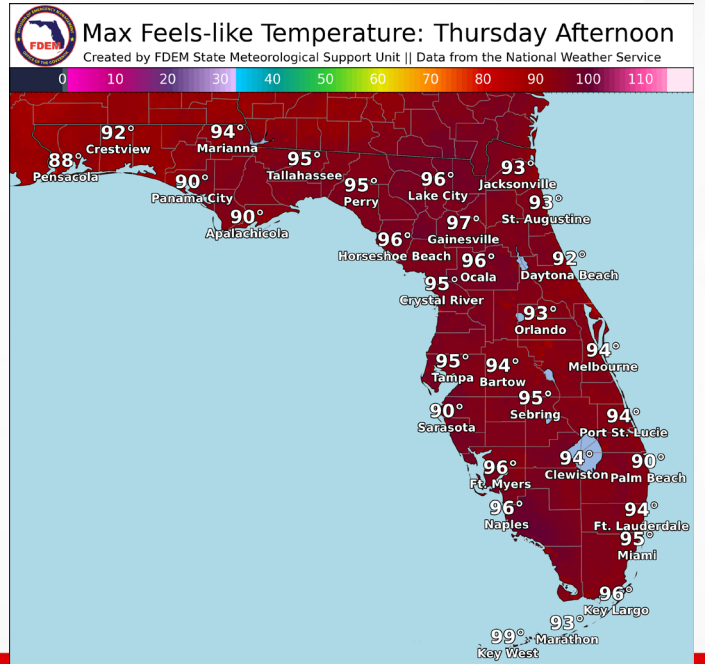 FDEM
Max Feels-like Temperature: Thursday Afternoon
Created by FDEM State Meteorological Support Unit || Data from the National Weather Service
0 10 20 30 40 50 60 70 80 90 100 110
92°
Crestview
94°
Marianna
88°
Pensacola
95°
Tallahassee
90°
Panama City
95°
Perry
96°
Lake City
93°
Jacksonville
90°
Apalachicola
93°
St. Augustine
97°
Gainesville
96°
Horseshoe Beach
96°
Ocala
92°
Daytona Beach
95°
Crystal River
93°
Orlando
94°
Melbourne
95°
Tampa
94°
Bartow
95°
Sebring
90°
Sarasota
94°
Port St. Lucie
94°
Clewiston
90°
Palm Beach
96°
Ft. Myers
96°
Naples
94°
Ft. Lauderdale
95°
Miami
96°
Key Largo
93°
Marathon
99°
Key West